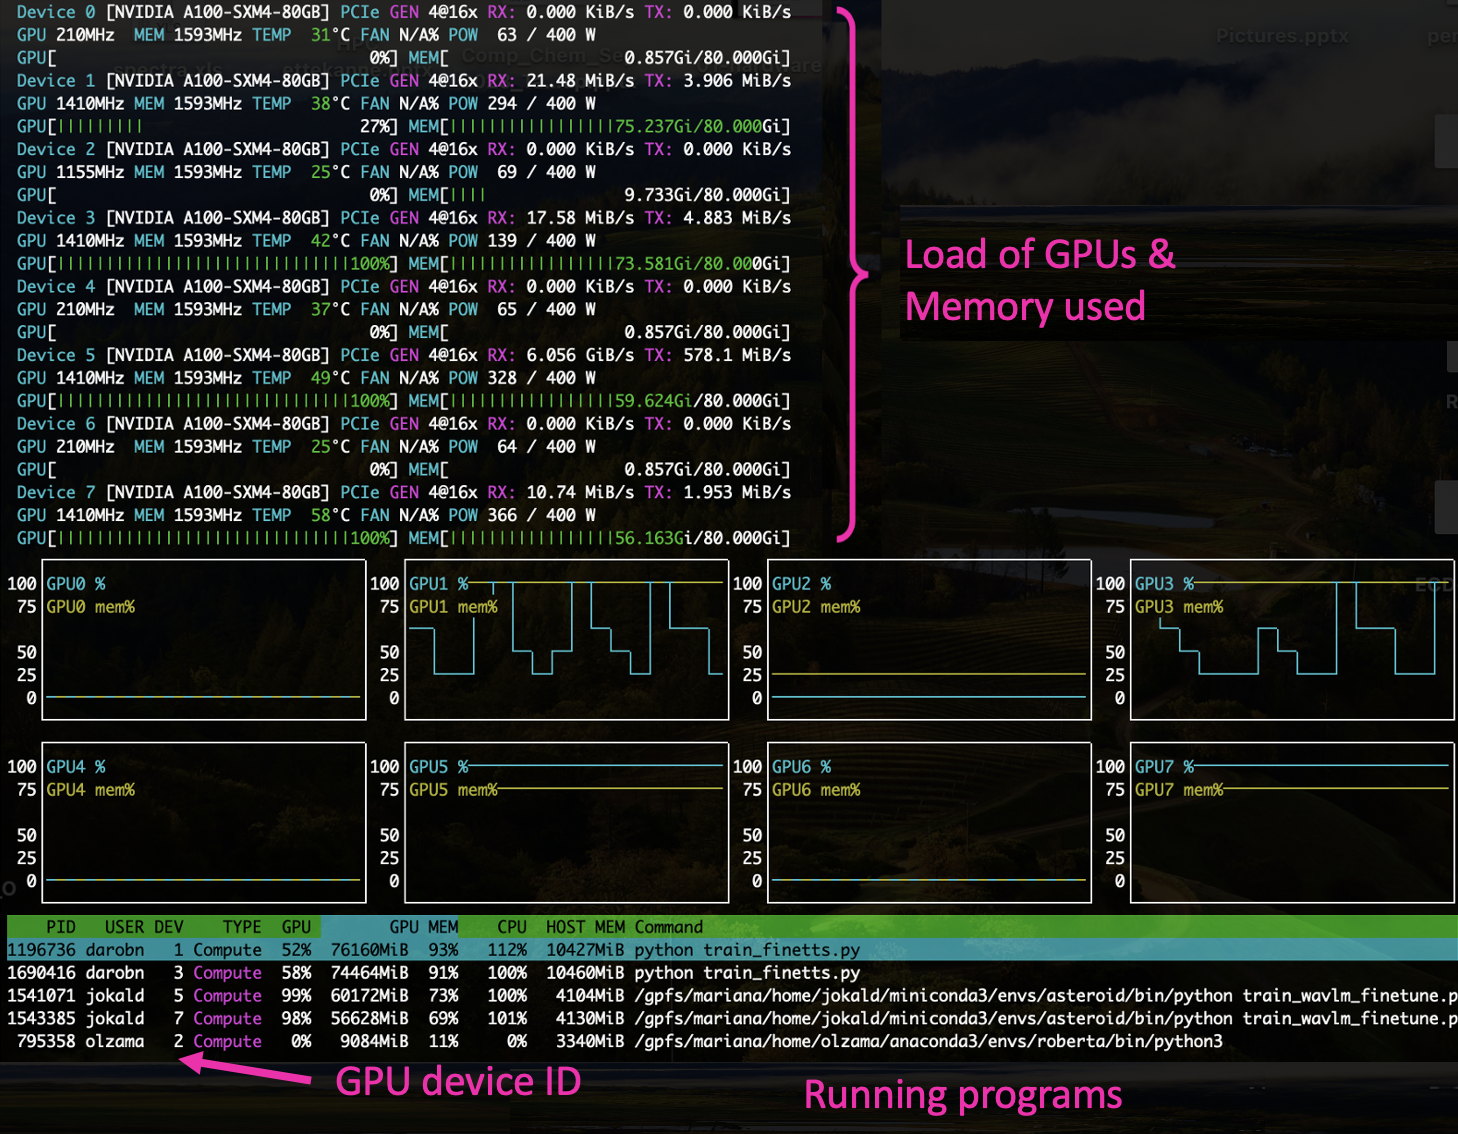 Device 0 [NVIDIA A100-SXM4-80GB] PCIe GEN 4@16x RX: 0.000 KiB/s TX: 0.000 KiB/s
GPU 210MHz MEM 1593MHz TEMP 31°C FAN N/A% POW 63 / 400 W
GPU[ 0%] MEM[ 0.857Gi/80.000Gi]
Device 1 [NVIDIA A100-SXM4-80GB] PCIe GEN 4@16x RX: 21.48 MiB/s TX: 3.906 MiB/s
GPU 1410MHz MEM 1593MHz TEMP 38°C FAN N/A% POW 294 / 400 W
GPU[||||||||| 27%] MEM[|||||||||||||||||75.237Gi/80.000Gi]
Device 2 [NVIDIA A100-SXM4-80GB] PCIe GEN 4@16x RX: 0.000 KiB/s TX: 0.000 KiB/s
GPU 1155MHz MEM 1593MHz TEMP 25°C FAN N/A% POW 69 / 400 W
GPU[ 0%] MEM[|||| 9.733Gi/80.000Gi]
Device 3 [NVIDIA A100-SXM4-80GB] PCIe GEN 4@16x RX: 17.58 MiB/s TX: 4.883 MiB/s
GPU 1410MHz MEM 1593MHz TEMP 42°C FAN N/A% POW 139 / 400 W
GPU[||||||||||||||||||||||||||||||100%] MEM[|||||||||||||||||73.581Gi/80.000Gi]
Device 4 [NVIDIA A100-SXM4-80GB] PCIe GEN 4@16x RX: 0.000 KiB/s TX: 0.000 KiB/s
GPU 210MHz MEM 1593MHz TEMP 37°C FAN N/A% POW 65 / 400 W
GPU[ 0%] MEM[ 0.857Gi/80.000Gi]
Device 5 [NVIDIA A100-SXM4-80GB] PCIe GEN 4@16x RX: 6.056 GiB/s TX: 578.1 MiB/s
GPU 1410MHz MEM 1593MHz TEMP 49°C FAN N/A% POW 328 / 400 W
GPU[||||||||||||||||||||||||||||||100%] MEM[|||||||||||||||||59.624Gi/80.000Gi]
Device 6 [NVIDIA A100-SXM4-80GB] PCIe GEN 4@16x RX: 0.000 KiB/s TX: 0.000 KiB/s
GPU 210MHz MEM 1593MHz TEMP 25°C FAN N/A% POW 64 / 400 W
GPU[ 0%] MEM[ 0.857Gi/80.000Gi]
Device 7 [NVIDIA A100-SXM4-80GB] PCIe GEN 4@16x RX: 10.74 MiB/s TX: 1.953 MiB/s
GPU 1410MHz MEM 1593MHz TEMP 58°C FAN N/A% POW 366 / 400 W
GPU[||||||||||||||||||||||||||||||100%] MEM[|||||||||||||||||56.163Gi/80.000Gi]
Pictures.pptx
Load of GPUs &
Memory used
100 GPU0 % 100 GPU1 % 100 GPU2 % 100 GPU3 %
75 GPU0 mem% 75 GPU1 mem% 75 GPU2 mem% 75 GPU3 mem%
50 50 50 50
25 25 25 25
0 0 0 0
100 GPU4 % 100 GPU5 % 100 GPU6 % 100 GPU7 %
75 GPU4 mem% 75 GPU5 mem% 75 GPU6 mem% 75 GPU7 mem%
50 50 50 50
25 25 25 25
0 0 0 0
PID USER DEV TYPE GPU GPU MEM CPU HOST MEM Command
1196736 darobn 1 Compute 52% 76160MiB 93% 112% 10427MiB python train_finetts.py
1690416 darobn 3 Compute 58% 74464MiB 91% 100% 10460MiB python train_finetts.py
1541071 jokald 5 Compute 99% 60172MiB 73% 100% 4104MiB /gpfs/mariana/home/jokald/miniconda3/envs/asteroid/bin/python train_wavlm_finetune.p
1543385 jokald 7 Compute 98% 56628MiB 69% 101% 4130MiB /gpfs/mariana/home/jokald/miniconda3/envs/asteroid/bin/python train_wavlm_finetune.p
795358 olzama 2 Compute 0% 9084MiB 11% 0% 3340MiB /gpfs/mariana/home/olzama/anaconda3/envs/roberta/bin/python3
GPU device ID
Running programs